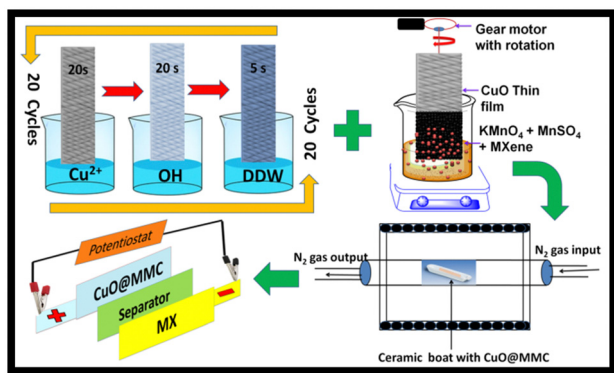 20 Cycles
20s
20 s
5 s
Cu2+
OH
DDW
20 Cycles
Gear motor
with rotation
CuO Thin
film
KMnO4 + MnSO4
+ MXene
Potentiostat
CuO@MMC
Separator
MX
N2 gas output
N2 gas input
Ceramic boat with CuO@MMC